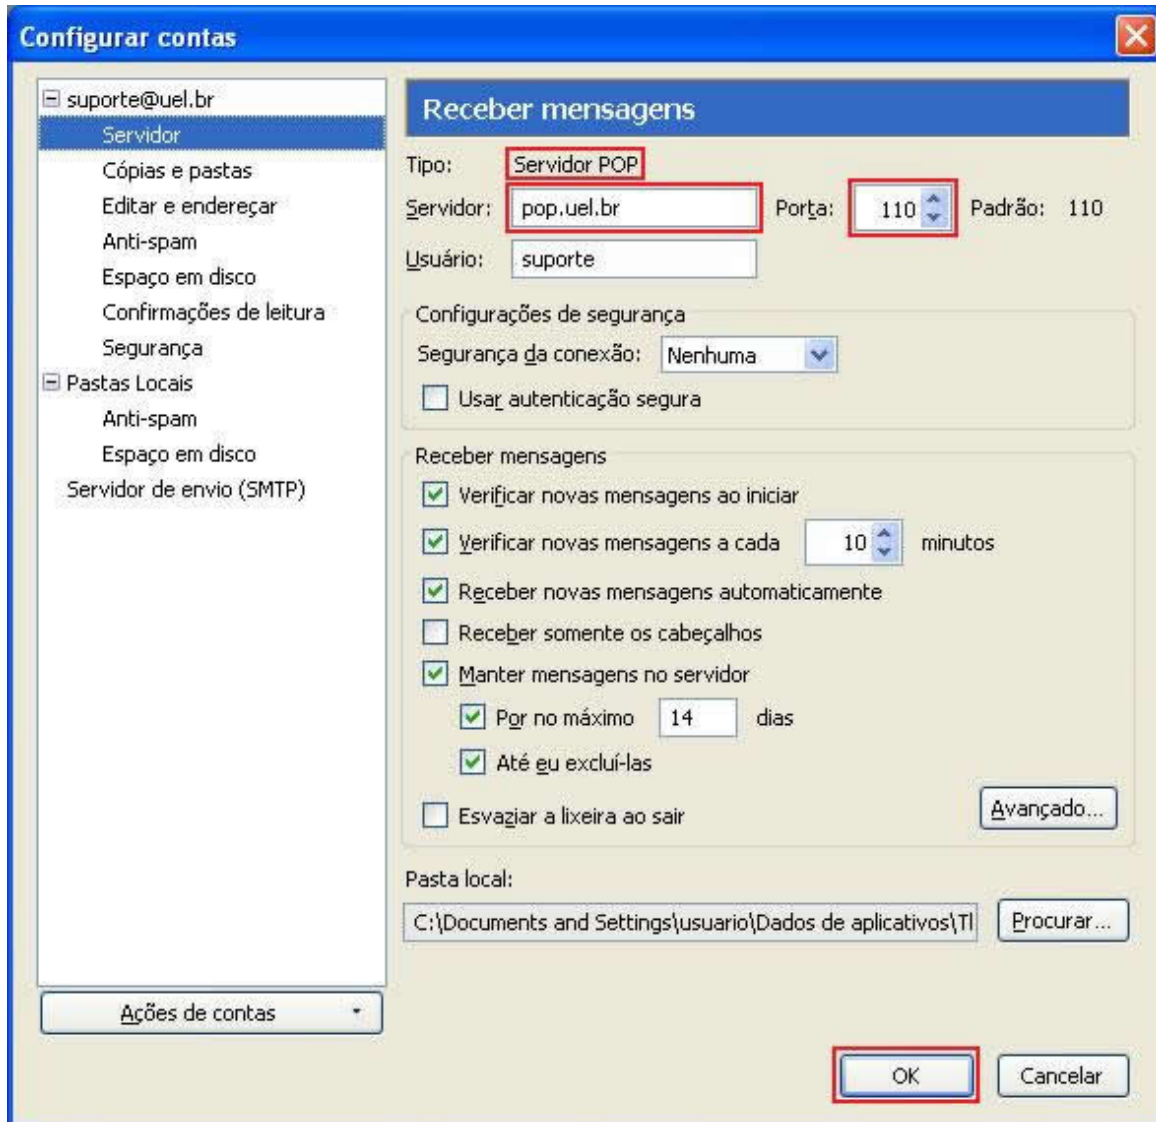 Configurar contas
suporte@uel.br
Servidor
Cópias e pastas
Editar e endereçar
Anti-spam
Espaço em disco
Confirmações de leitura
Segurança
Pastas Locais
Anti-spam
Espaço em disco
Servidor de envio (SMTP)
Ações de contas
Receber mensagens
Tipo: Servidor POP
Servidor: pop.uel.br Porta: 110 Padrão: 110
Usuário: suporte
Configurações de segurança
Segurança da conexão: Nenhuma
Usar autenticação segura
Receber mensagens
Verificar novas mensagens ao iniciar
Verificar novas mensagens a cada 10 minutos
Receber novas mensagens automaticamente
Receber somente os cabeçalhos
Manter mensagens no servidor
Por no máximo 14 dias
Até eu excluí-las
Esvaziar a lixeira ao sair Avançado...
Pasta local:
C:\Documents and Settings\usuario\Dados de aplicativos\Tl Procurar...
OK Cancelar